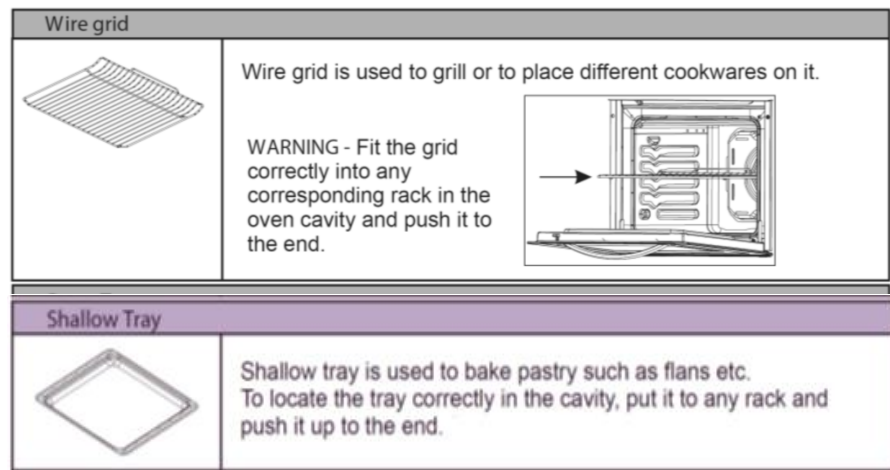 Wire grid
Wire grid is used to grill or to place different cookwares on it.
WARNING - Fit the grid
correctly into any
corresponding rack in the
oven cavity and push it to
the end.
Shallow Tray
Shallow tray is used to bake pastry such as flans etc.
To locate the tray correctly in the cavity, put it to any rack and
push it up to the end.